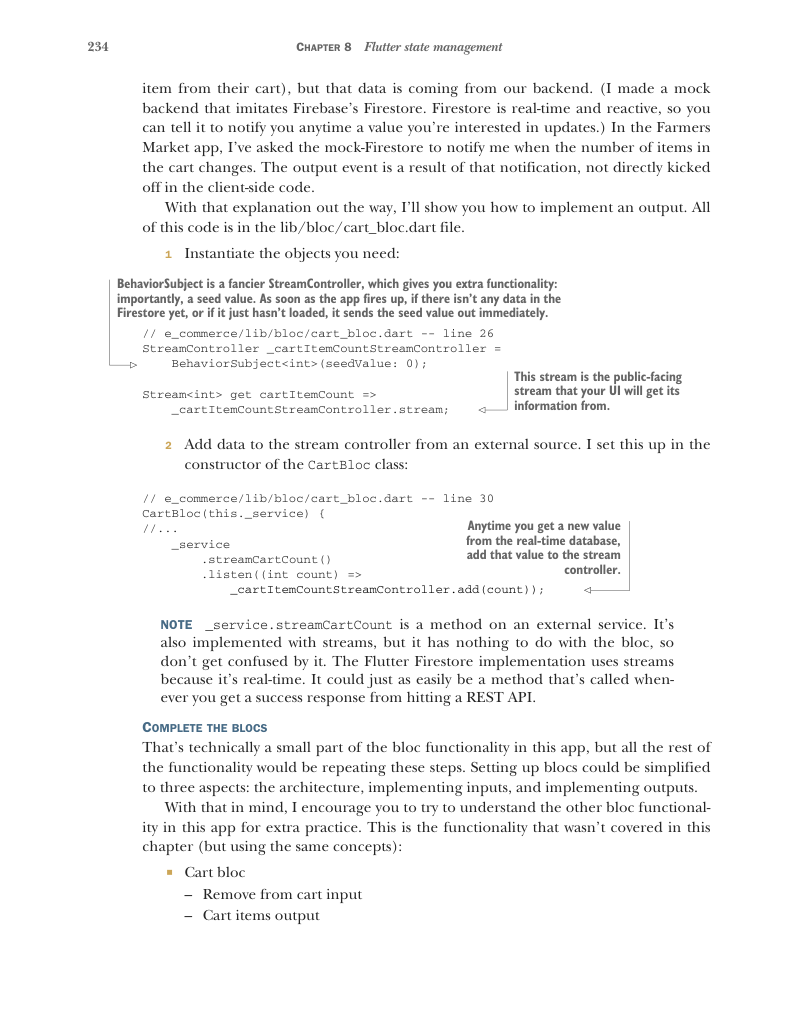 234
CHAPTER 8 Flutter state management
item from their cart), but that data is coming from our backend. (I made a mock
backend that imitates Firebase's Firestore. Firestore is real-time and reactive, so you
can tell it to notify you anytime a value you're interested in updates.) In the Farmers
Market app, I've asked the mock-Firestore to notify me when the number of items in
the cart changes. The output event is a result of that notification, not directly kicked
off in the client-side code.
With that explanation out the way, I'll show you how to implement an output. All
of this code is in the lib/bloc/cart_bloc.dart file.
1 Instantiate the objects you need:
BehaviorSubject is a fancier StreamController, which gives you extra functionality:
importantly, a seed value. As soon as the app fires up, if there isn't any data in the
Firestore yet, or if it just hasn't loaded, it sends the seed value out immediately.
// e_commerce/lib/bloc/cart_bloc.dart -- line 26
StreamController _cartItemCountStreamController =
    BehaviorSubject<int>(seedValue: 0);
Stream<int> get cartItemCount =>
    _cartItemCountStreamController.stream;
This stream is the public-facing
stream that your UI will get its
information from.
2 Add data to the stream controller from an external source. I set this up in the
constructor of the CartBloc class:
// e_commerce/lib/bloc/cart_bloc.dart -- line 30
CartBloc(this._service) {
//...
    _service
        .streamCartCount()
        .listen((int count) =>
            _cartItemCountStreamController.add(count));
Anytime you get a new value
from the real-time database,
add that value to the stream
controller.
NOTE _service.streamCartCount is a method on an external service. It's
also implemented with streams, but it has nothing to do with the bloc, so
don't get confused by it. The Flutter Firestore implementation uses streams
because it's real-time. It could just as easily be a method that's called when-
ever you get a success response from hitting a REST API.
COMPLETE THE BLOCS
That's technically a small part of the bloc functionality in this app, but all the rest of
the functionality would be repeating these steps. Setting up blocs could be simplified
to three aspects: the architecture, implementing inputs, and implementing outputs.
With that in mind, I encourage you to try to understand the other bloc functional-
ity in this app for extra practice. This is the functionality that wasn't covered in this
chapter (but using the same concepts):
■ Cart bloc
– Remove from cart input
– Cart items output